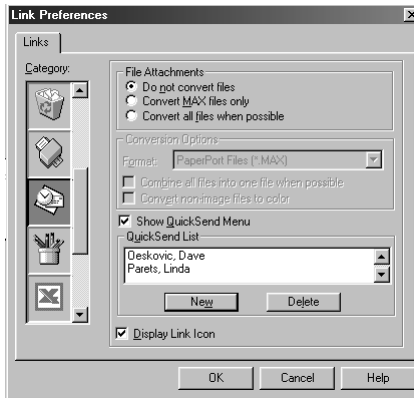 Link Preferences
Links
Category:
File Attachments
Do not convert files
Convert MAX files only
Convert all files when possible
Conversion Options
Format: PaperPort Files (*.MAX)
Combine all files into one file when possible
Convert non-image files to color
Show QuickSend Menu
QuickSend List
Oeskovic, Dave
Parets, Linda
New Delete
Display Link Icon
OK Cancel Help